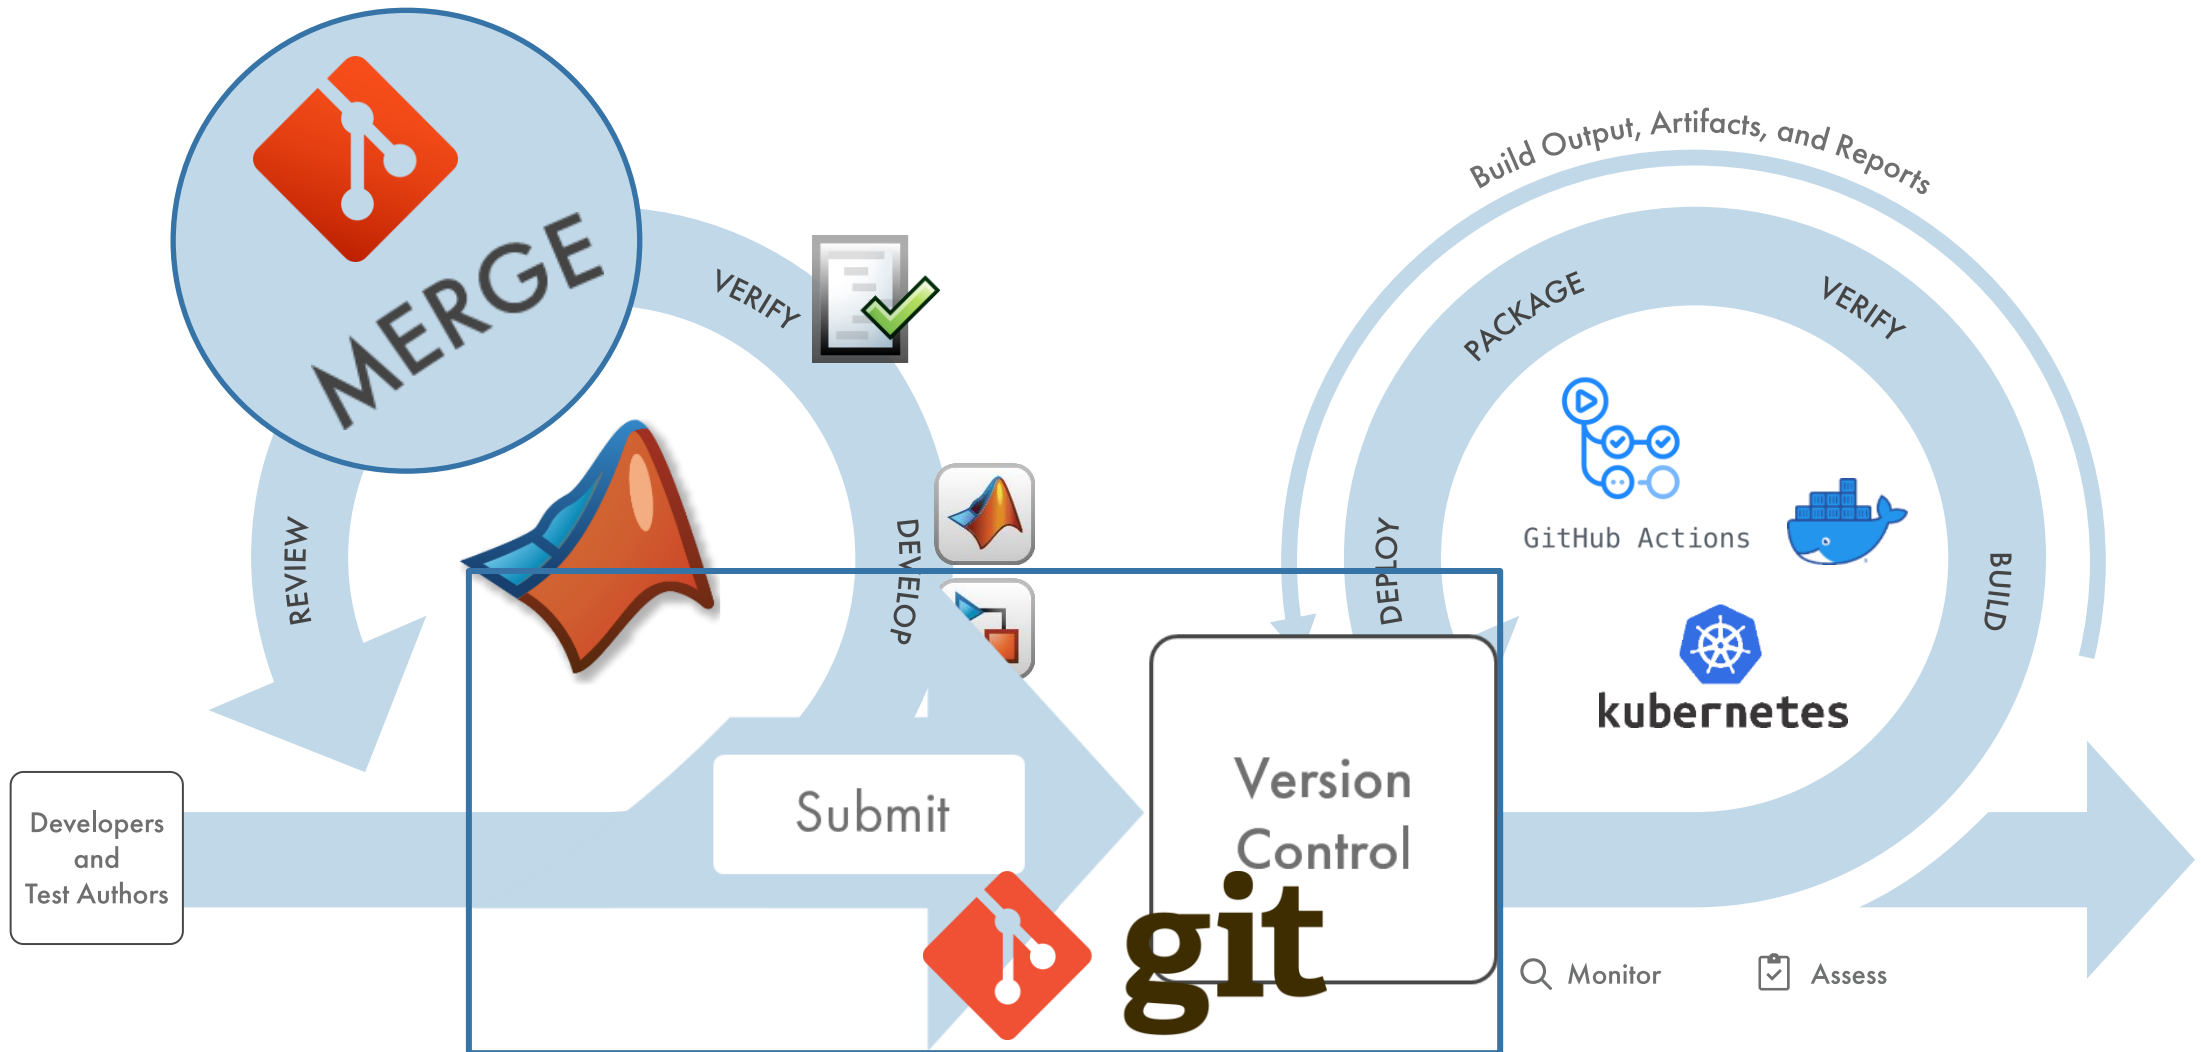 MERGE
VERIFY
REVIEW
DEVELOP
Developers
and
Test Authors
Submit
Version
Control
git
Build Output, Artifacts, and Reports
PACKAGE
VERIFY
DEPLOY
BUILD
GitHub Actions
kubernetes
Monitor
Assess